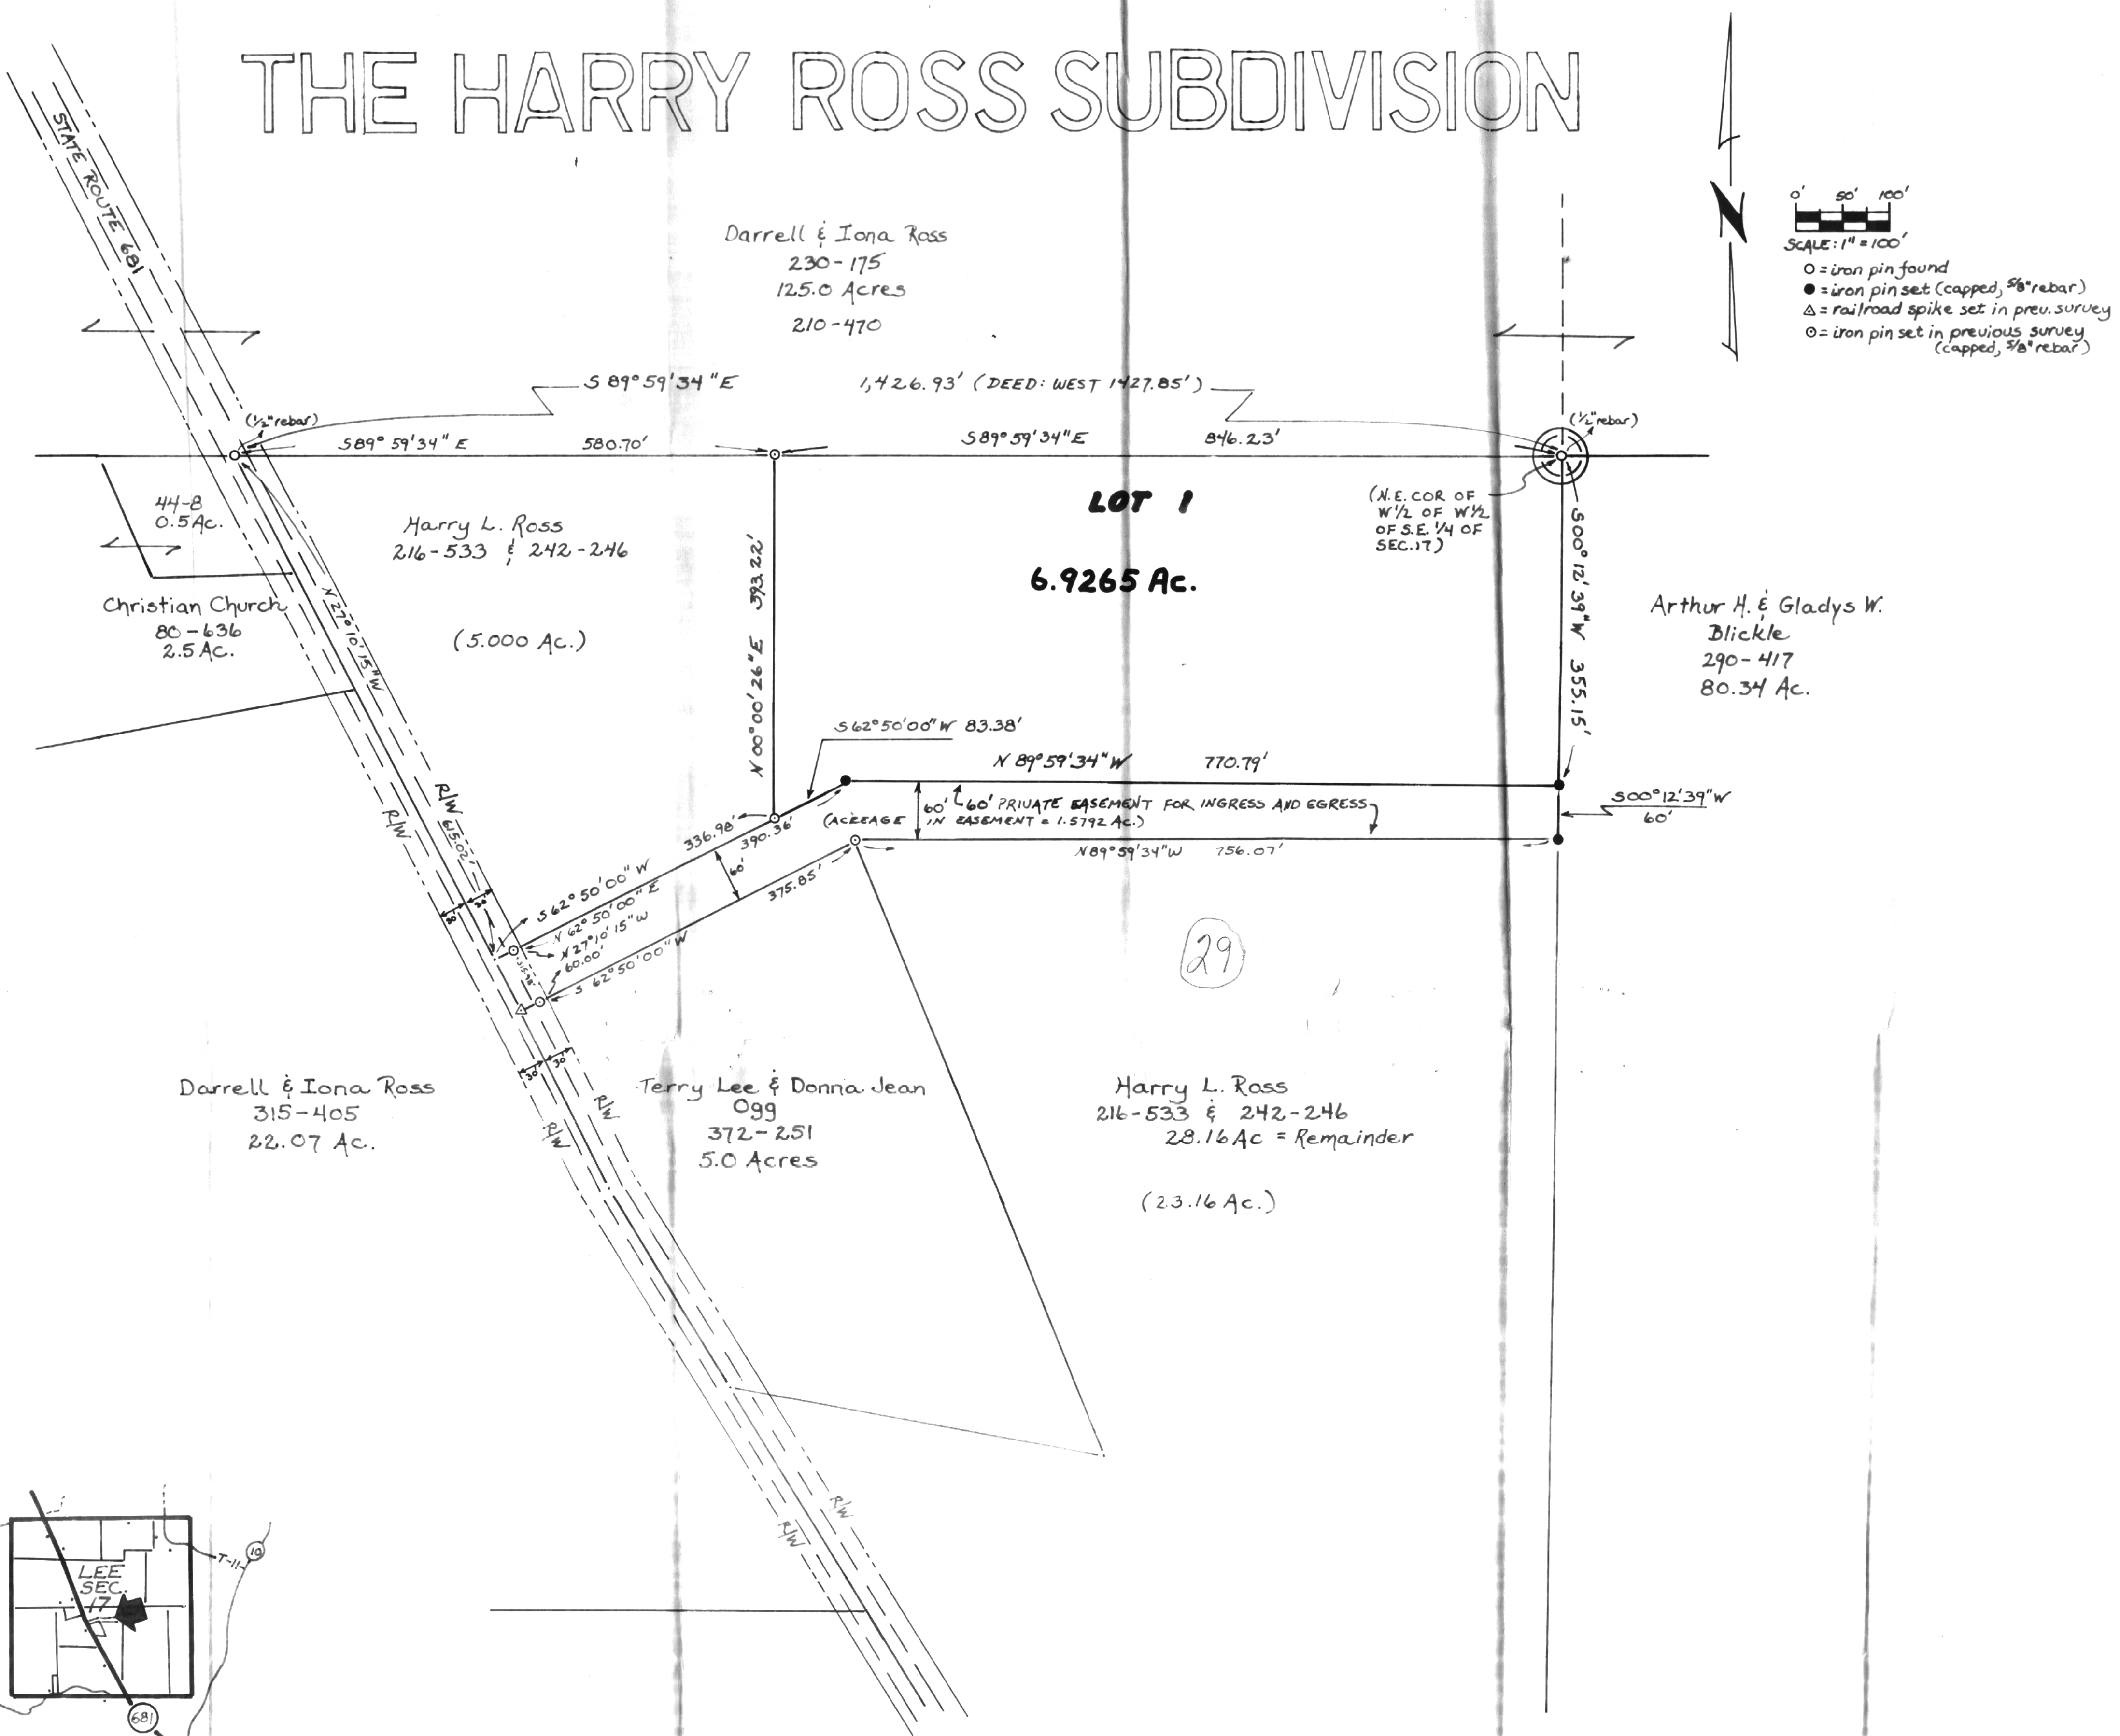 THE HARRY ROSS SUBDIVISION
STATE ROUTE 681
N
0' 50' 100'
SCALE: 1" = 100'
= iron pin found
= iron pin set (capped, 5/8" rebar)
= railroad spike set in prev. survey
= iron pin set in previous survey
(capped, 5/8" rebar)
Darrell & Iona Ross
230-175
125.0 Acres
210-470
S 89° 59' 34" E 1,426.93' (DEED: WEST 1427.85')
(1/2" rebar)
(1/2" rebar)
S 89° 59' 34" E 580.70'
S 89° 59' 34" E 846.23'
44-8
0.5 Ac.
Harry L. Ross
216-533 & 242-246
(5.000 Ac.)
Christian Church
80-636
2.5 Ac.
N 27° 10' 15" W
R/W
R/W
615.02'
N 00° 00' 26" E 393.22'
LOT 1
6.9265 Ac.
(N.E. COR OF
W 1/2 OF W 1/2
OF S.E. 1/4 OF
SEC. 17)
S 00° 12' 39" W 355.15'
Arthur H. & Gladys W.
Blickle
290-417
80.34 Ac.
S 62° 50' 00" W 83.38'
N 89° 59' 34" W 770.79'
60' 60' PRIVATE EASEMENT FOR INGRESS AND EGRESS
(ACREAGE IN EASEMENT = 1.5792 Ac.)
S 00° 12' 39" W
60'
N 89° 59' 34" W 756.07'
336.98'
390.36'
S 62° 50' 00" W
N 62° 50' 00" E
N 27° 10' 15" W
60.00'
60'
375.85'
S 62° 50' 00" W
30'
30'
29
30'
30'
R/W
R/W
Darrell & Iona Ross
315-405
22.07 Ac.
Terry Lee & Donna Jean
Ogg
372-251
5.0 Acres
Harry L. Ross
216-533 & 242-246
28.16 Ac = Remainder
(23.16 Ac.)
R/W
R/W
LEE
SEC.
17
T-11
10
681